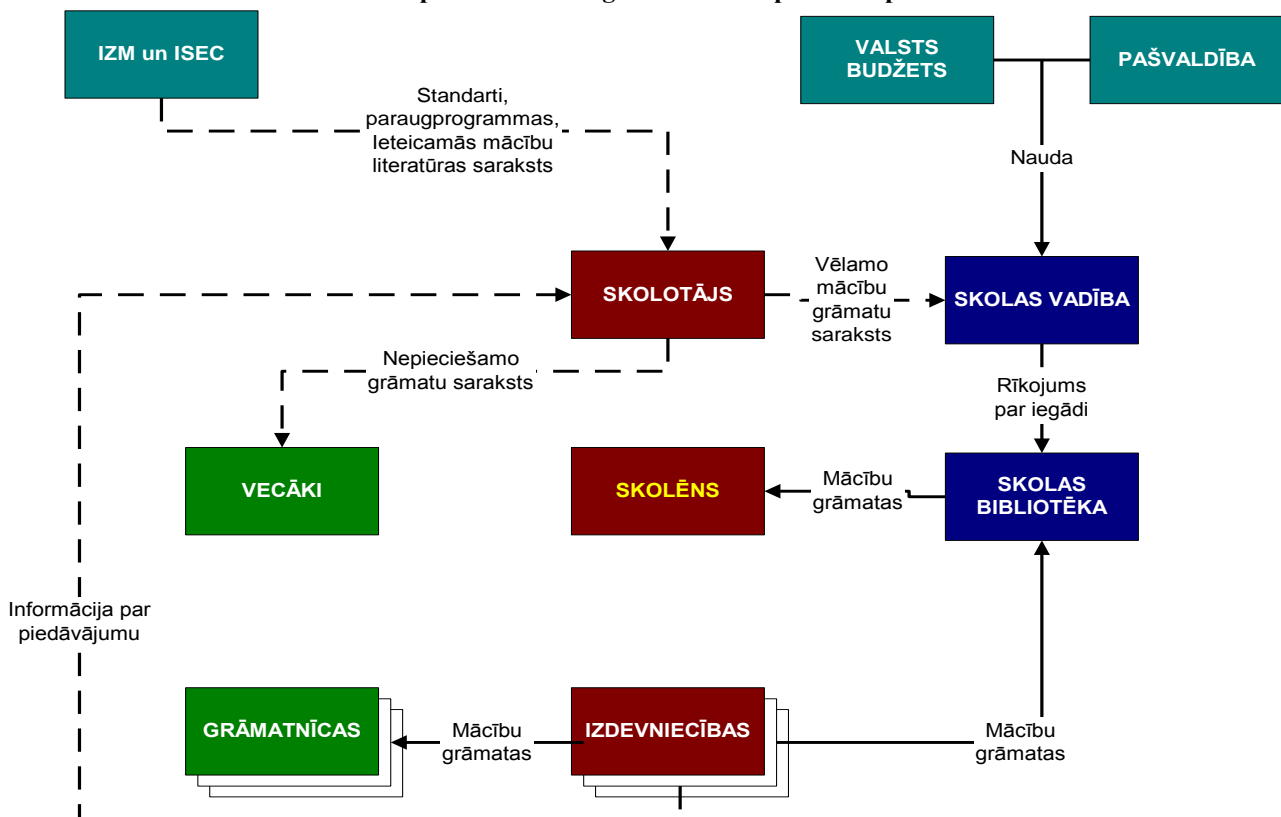 IZM un ISEC
VALSTS
BUDŽETS
PAŠVALDĪBA
Standarti,
paraugprogrammas,
Ieteicamās mācību
literatūras saraksts
Nauda
SKOLOTĀJS
Vēlamo
mācību
grāmatu
saraksts
SKOLAS VADĪBA
Nepieciešamo
grāmatu saraksts
Rīkojums
par iegādi
VECĀKI
SKOLĒNS
Mācību
grāmatas
SKOLAS
BIBLIOTĒKA
Informācija par
piedāvājumu
GRĀMATNĪCAS
Mācību
grāmatas
IZDEVNIECĪBAS
Mācību
grāmatas